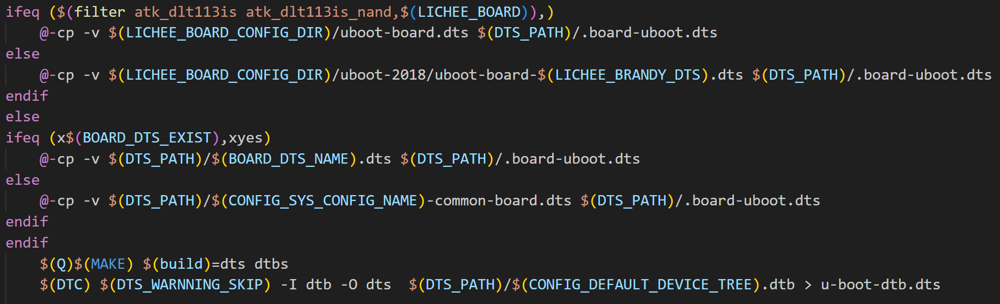 ifeq ($(filter atk_dlt113is atk_dlt113is_nand,$(LICHEE_BOARD)),)
    @-cp -v $(LICHEE_BOARD_CONFIG_DIR)/uboot-board.dts $(DTS_PATH)/.board-uboot.dts
else
    @-cp -v $(LICHEE_BOARD_CONFIG_DIR)/uboot-2018/uboot-board-$(LICHEE_BRANDY_DTS).dts $(DTS_PATH)/.board-uboot.dts
endif
else
ifeq (x$(BOARD_DTS_EXIST),xyes)
    @-cp -v $(DTS_PATH)/$(BOARD_DTS_NAME).dts $(DTS_PATH)/.board-uboot.dts
else
    @-cp -v $(DTS_PATH)/$(CONFIG_SYS_CONFIG_NAME)-common-board.dts $(DTS_PATH)/.board-uboot.dts
endif
endif
    $(Q)$(MAKE) $(build)=dts dtbs
    $(DTC) $(DTS_WARNNING_SKIP) -I dtb -O dts  $(DTS_PATH)/$(CONFIG_DEFAULT_DEVICE_TREE).dtb > u-boot-dtb.dts